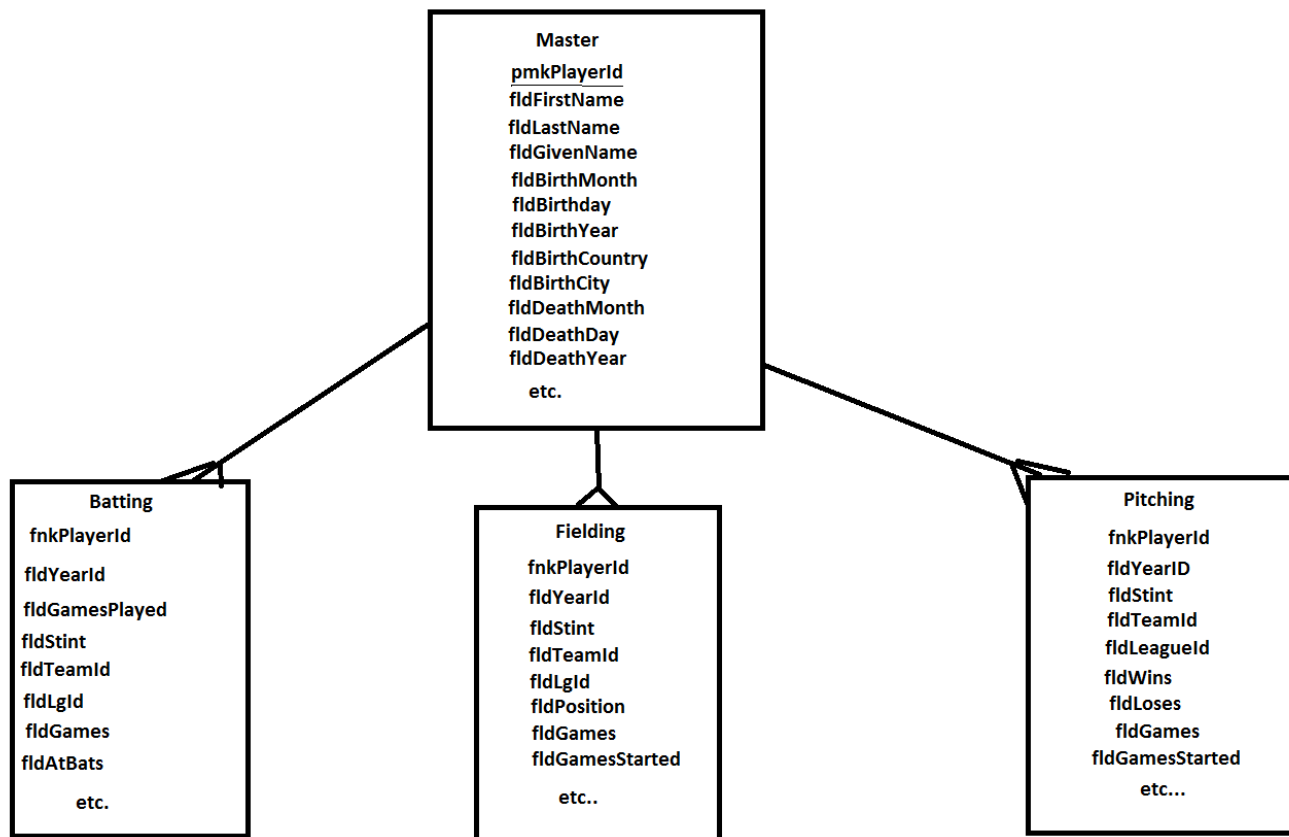 Master
pmkPlayerId
fldFirstName
fldLastName
fldGivenName
fldBirthMonth
fldBirthday
fldBirthYear
fldBirthCountry
fldBirthCity
fldDeathMonth
fldDeathDay
fldDeathYear
etc.
Batting
fnkPlayerId
fldYearId
fldGamesPlayed
fldStint
fldTeamId
fldLgId
fldGames
fldAtBats
etc.
Fielding
fnkPlayerId
fldYearId
fldStint
fldTeamId
fldLgId
fldPosition
fldGames
fldGamesStarted
etc..
Pitching
fnkPlayerId
fldYearID
fldStint
fldTeamId
fldLeagueId
fldWins
fldLoses
fldGames
fldGamesStarted
etc...